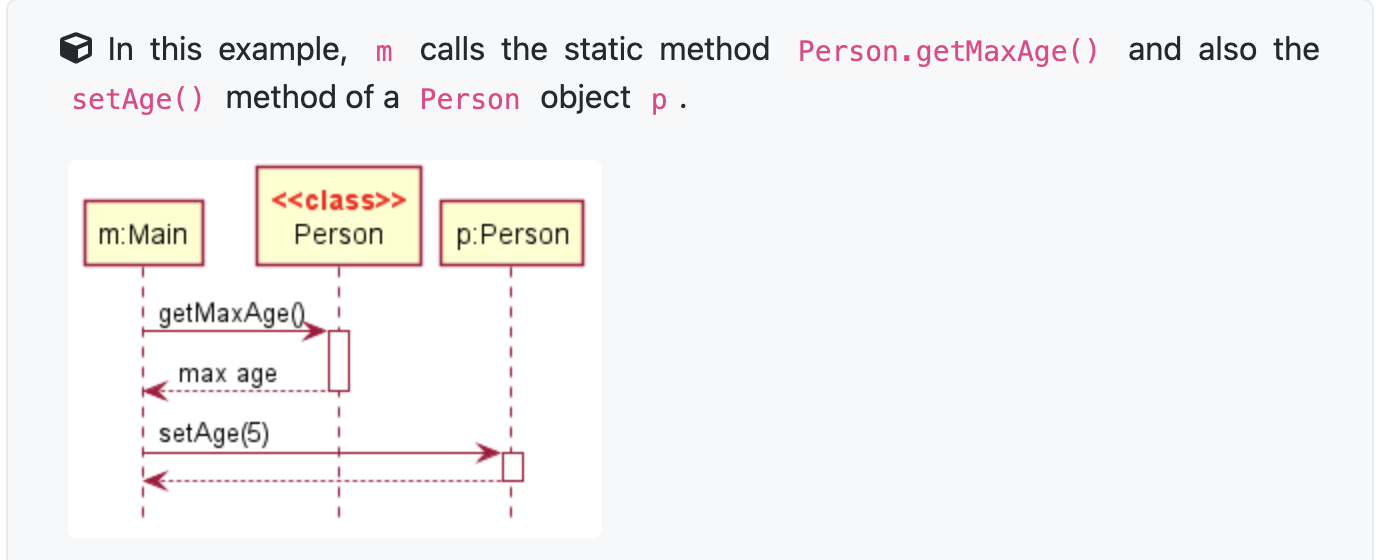 In this example, m calls the static method Person.getMaxAge() and also the
setAge() method of a Person object p .
<<class>>
m:Main
Person
p:Person
getMaxAge()
max age
setAge(5)